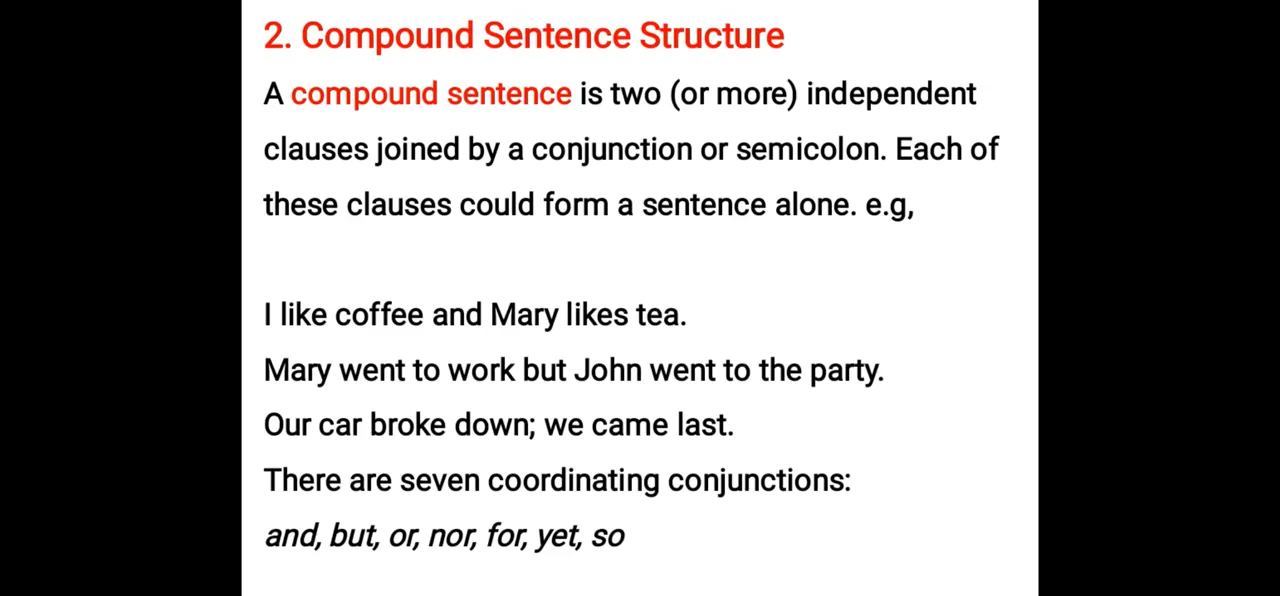 2. Compound Sentence Structure
A compound sentence is two (or more) independent
clauses joined by a conjunction or semicolon. Each of
these clauses could form a sentence alone. e.g,
I like coffee and Mary likes tea.
Mary went to work but John went to the party.
Our car broke down; we came last.
There are seven coordinating conjunctions:
and, but, or, nor, for, yet, so